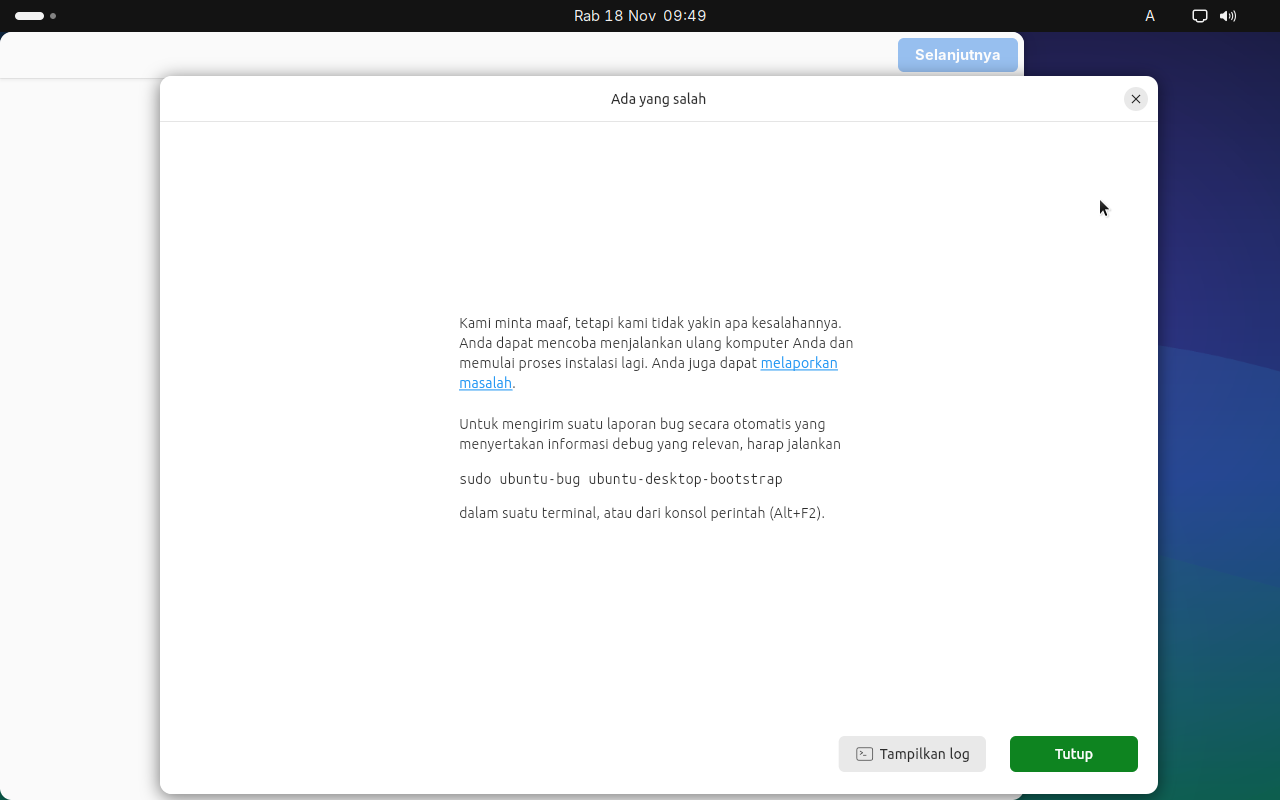 Rab 18 Nov 09:49
A
Selanjutnya
Ada yang salah
Kami minta maaf, tetapi kami tidak yakin apa kesalahannya.
Anda dapat mencoba menjalankan ulang komputer Anda dan
memulai proses instalasi lagi. Anda juga dapat melaporkan
masalah.
Untuk mengirim suatu laporan bug secara otomatis yang
menyertakan informasi debug yang relevan, harap jalankan
sudo ubuntu-bug ubuntu-desktop-bootstrap
dalam suatu terminal, atau dari konsol perintah (Alt+F2).
Tampilkan log
Tutup